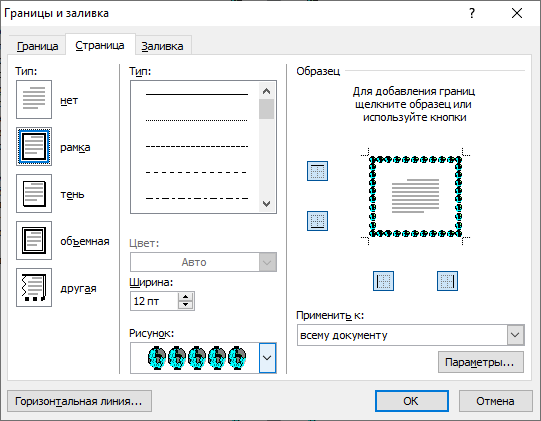 Границы и заливка
Граница
Страница
Заливка
Тип:
нет
рамка
тень
объемная
другая
Тип:
Цвет:
Авто
Ширина:
12 пт
Рисунок:
Образец
Для добавления границ
щелкните образец или
используйте кнопки
Применить к:
всему документу
Параметры...
Горизонтальная линия...
ОК
Отмена